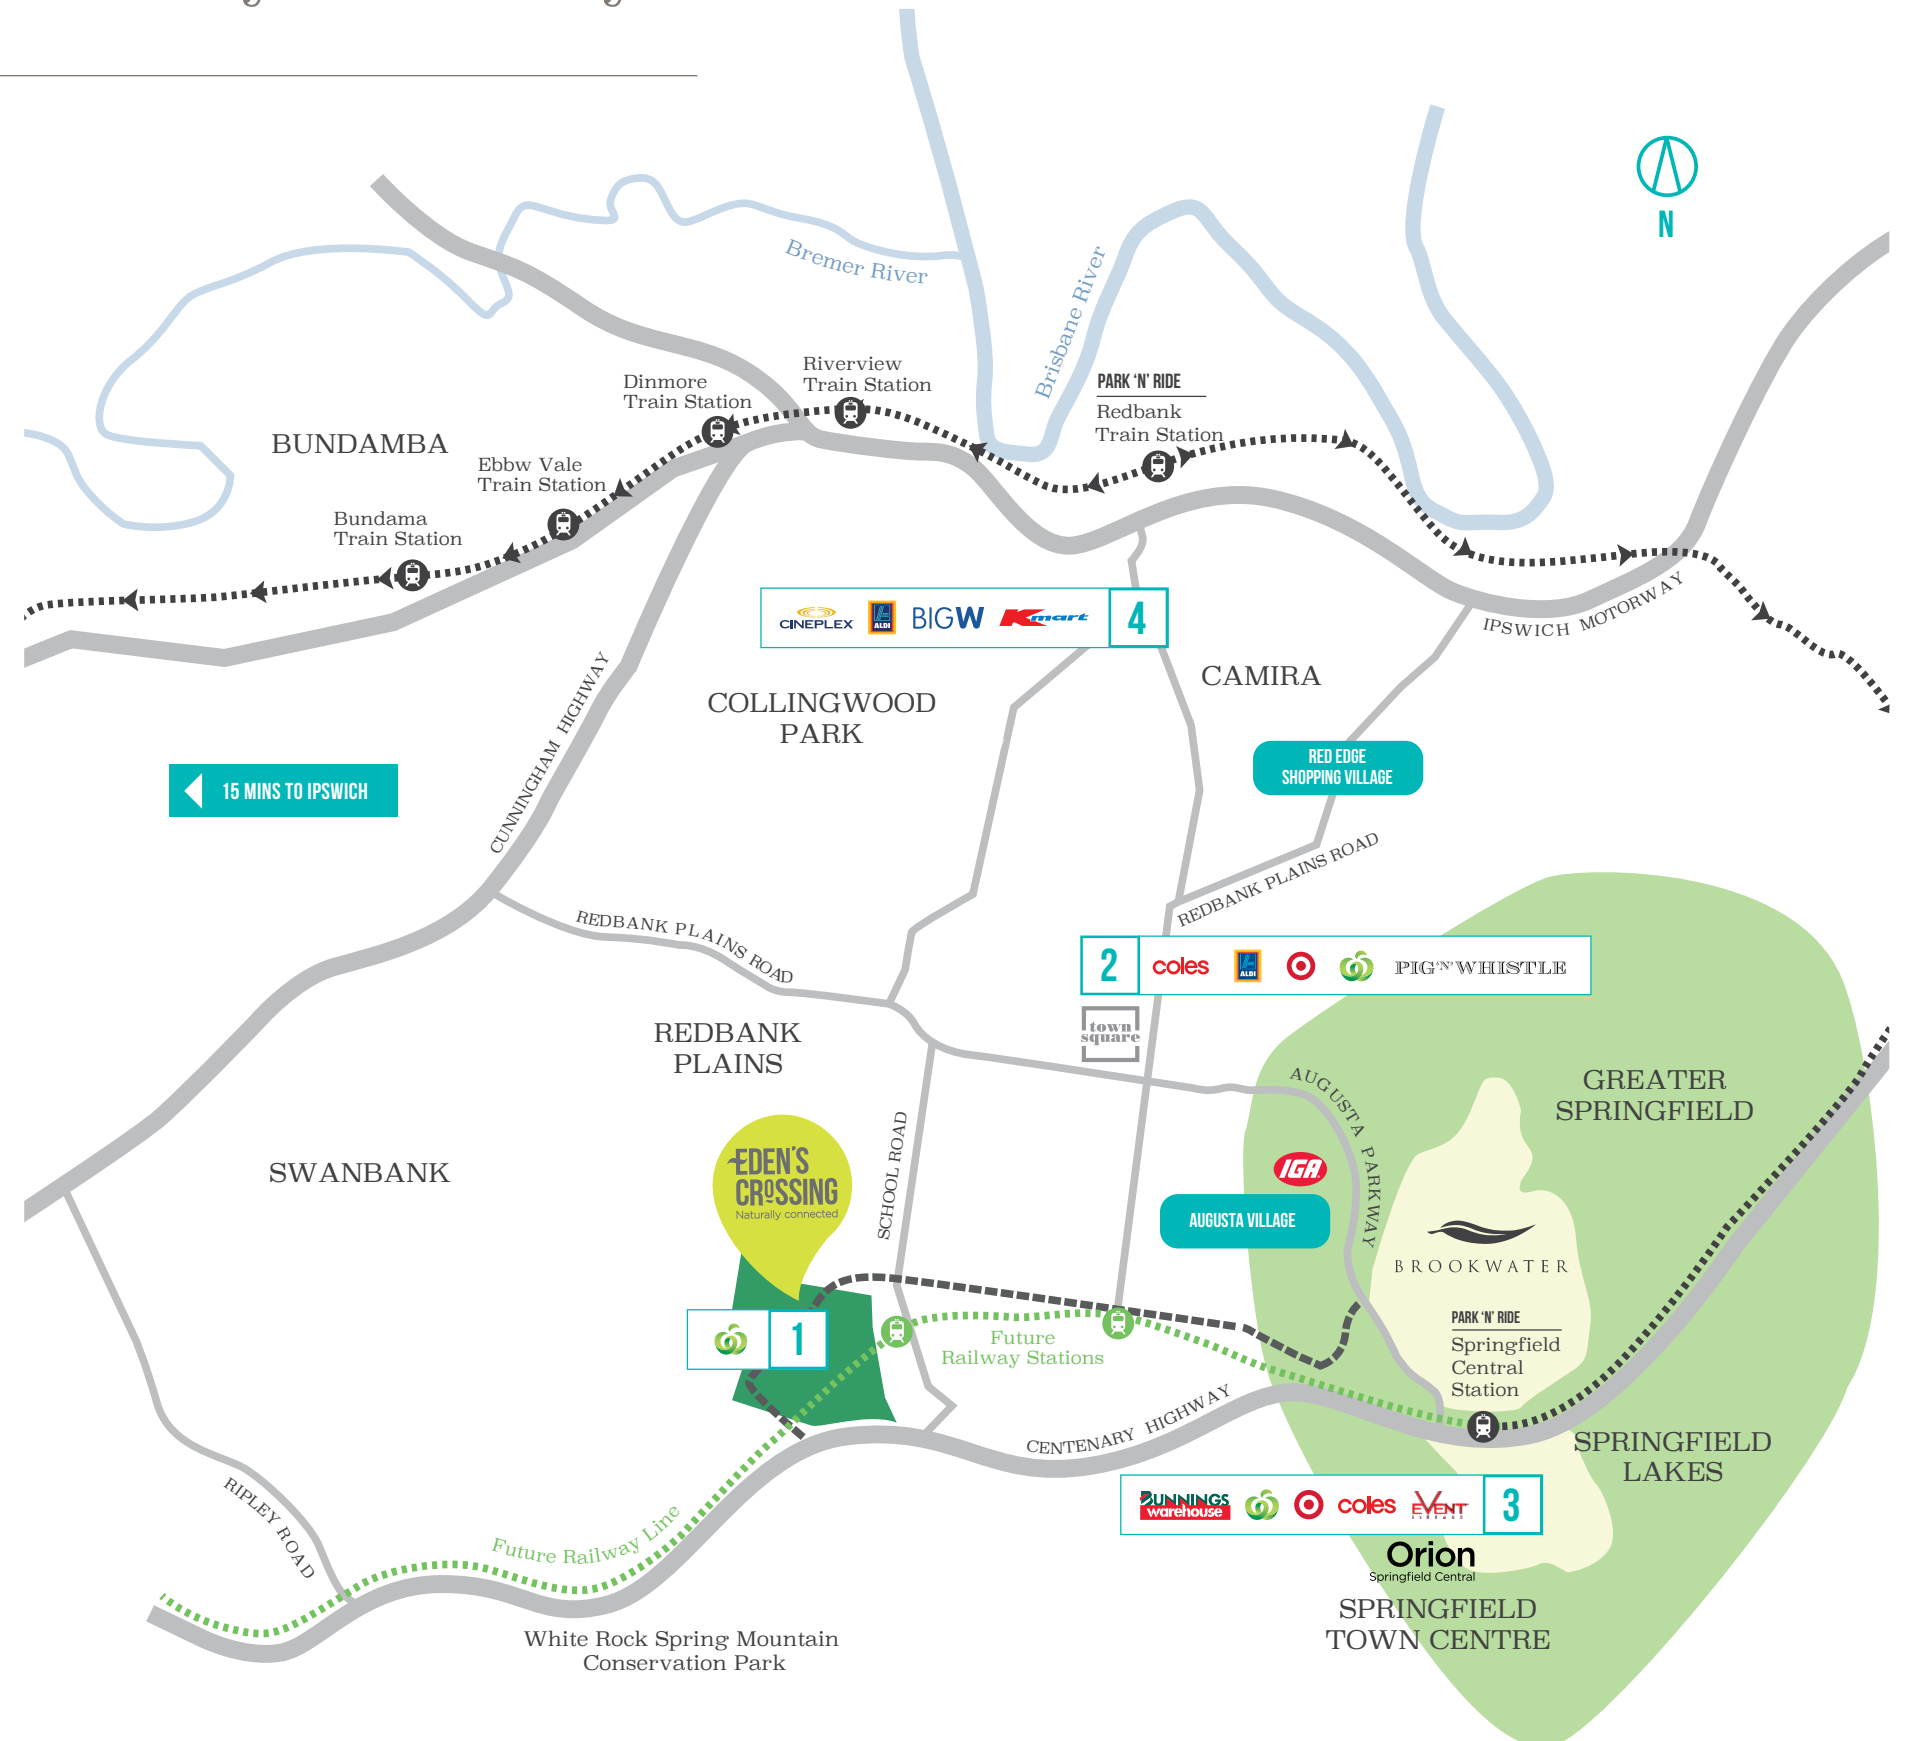 N
Bremer River
Brisbane River
Riverview
Train Station
Dinmore
Train Station
PARK 'N' RIDE
Redbank
Train Station
BUNDAMBA
Ebbw Vale
Train Station
Bundama
Train Station
IPSWICH MOTORWAY
CINEPLEX
ALDI
BIGW
Kmart
4
CAMIRA
COLLINGWOOD
PARK
CUNNINGHAM HIGHWAY
RED EDGE
SHOPPING VILLAGE
15 MINS TO IPSWICH
REDBANK PLAINS ROAD
REDBANK PLAINS ROAD
2
coles
ALDI
PIG 'N' WHISTLE
town
square
REDBANK
PLAINS
AUGUSTA PARKWAY
GREATER
SPRINGFIELD
EDEN'S
CROSSING
Naturally connected
SCHOOL ROAD
SWANBANK
IGA
AUGUSTA VILLAGE
BROOKWATER
1
Future
Railway Stations
PARK 'N' RIDE
Springfield
Central
Station
CENTENARY HIGHWAY
SPRINGFIELD
LAKES
RIPLEY ROAD
Future Railway Line
BUNNINGS
warehouse
coles
EVENT
3
Orion
Springfield Central
SPRINGFIELD
TOWN CENTRE
White Rock Spring Mountain
Conservation Park